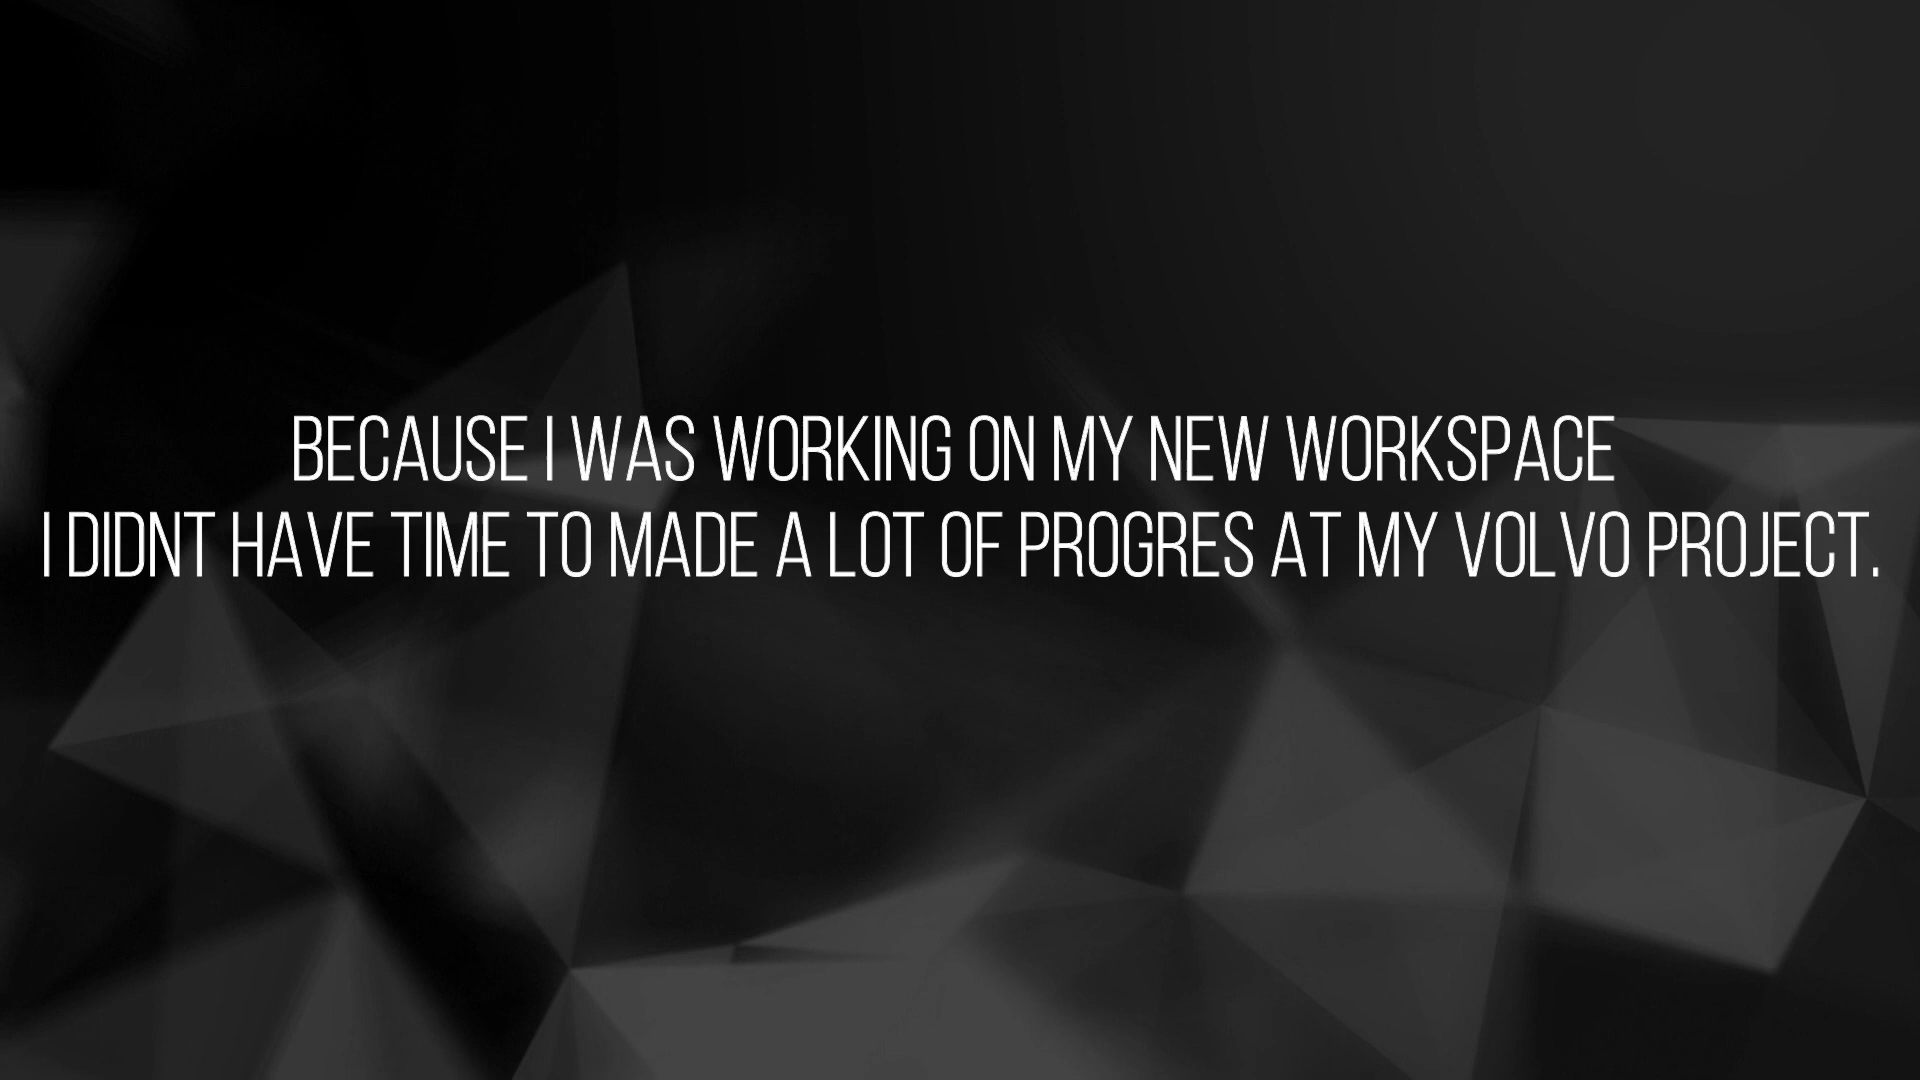 BECAUSE I WAS WORKING ON MY NEW WORKSPACE
I DIDNT HAVE TIME TO MADE A LOT OF PROGRES AT MY VOLVO PROJECT.